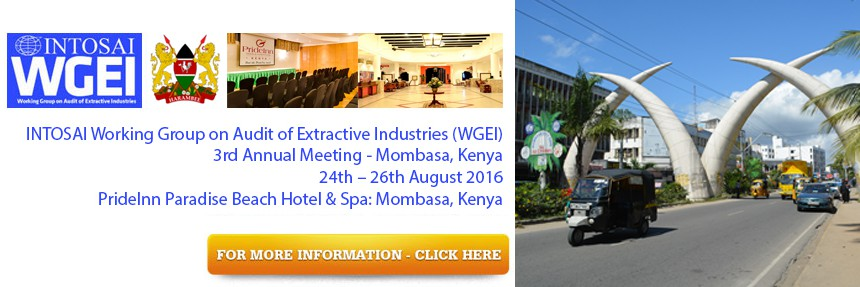 INTOSAI
WGEI
Working Group on Audit of Extractive Industries
HARAMBEE
PrideInn
INTOSAI Working Group on Audit of Extractive Industries (WGEI)
3rd Annual Meeting - Mombasa, Kenya
24th – 26th August 2016
PrideInn Paradise Beach Hotel & Spa: Mombasa, Kenya
FOR MORE INFORMATION - CLICK HERE